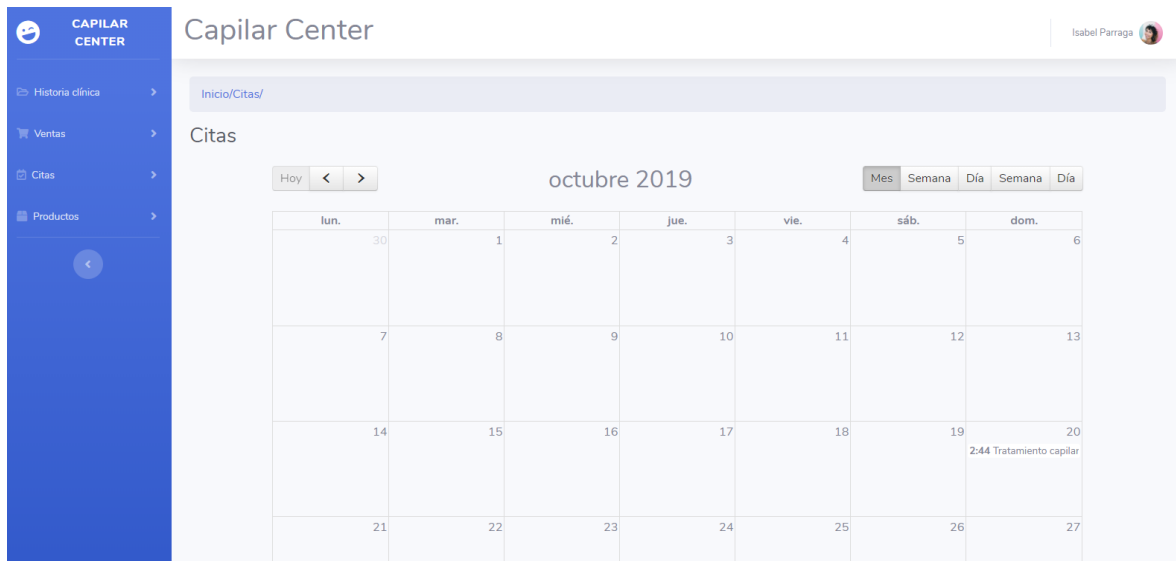 CAPILAR
CENTER
Capilar Center
Isabel Parraga
Historia clínica
Ventas
Citas
Productos
Inicio/Citas/
Citas
Hoy
octubre 2019
Mes Semana Día Semana Día
lun. mar. mié. jue. vie. sáb. dom.
30 1 2 3 4 5 6
7 8 9 10 11 12 13
14 15 16 17 18 19 20
2:44 Tratamiento capilar
21 22 23 24 25 26 27